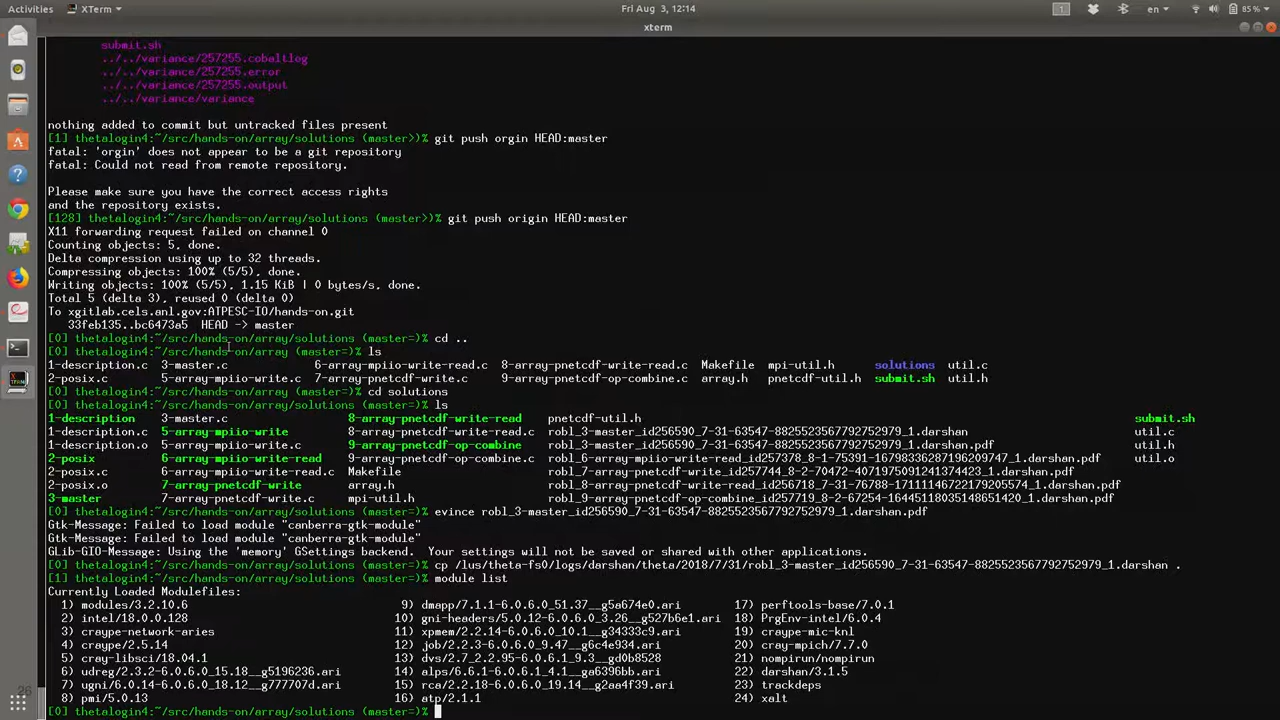 Activities XTerm Fri Aug 3, 12:14 1 en 85%
xterm
submit.sh
../../variance/257255.cobaltlog
../../variance/257255.error
../../variance/257255.output
../../variance/variance
nothing added to commit but untracked files present
[1] thetalogin4:~/src/hands-on/array/solutions (master>)% git push orgin HEAD:master
fatal: 'orgin' does not appear to be a git repository
fatal: Could not read from remote repository.
Please make sure you have the correct access rights
and the repository exists.
[128] thetalogin4:~/src/hands-on/array/solutions (master>)% git push origin HEAD:master
X11 forwarding request failed on channel 0
Counting objects: 5, done.
Delta compression using up to 32 threads.
Compressing objects: 100% (5/5), done.
Writing objects: 100% (5/5), 1.15 KiB | 0 bytes/s, done.
Total 5 (delta 3), reused 0 (delta 0)
To xgitlab.cels.anl.gov:ATPESC-IO/hands-on.git
33feb135..bc6473a5 HEAD -> master
[0] thetalogin4:~/src/hands-on/array/solutions (master=)% cd ..
[0] thetalogin4:~/src/hands-on/array (master=)% ls
1-description.c 3-master.c 6-array-mpiio-write-read.c 8-array-pnetcdf-write-read.c Makefile mpi-util.h solutions util.c
2-posix.c 5-array-mpiio-write.c 7-array-pnetcdf-write.c 9-array-pnetcdf-op-combine.c array.h pnetcdf-util.h submit.sh util.h
[0] thetalogin4:~/src/hands-on/array (master=)% cd solutions
[0] thetalogin4:~/src/hands-on/array/solutions (master=)% ls
1-description 3-master.c 8-array-pnetcdf-write-read pnetcdf-util.h submit.sh
1-description.c 5-array-mpiio-write 8-array-pnetcdf-write-read.c robl_3-master_id256590_7-31-63547-8825523567792752979_1.darshan util.c
1-description.o 5-array-mpiio-write.c 9-array-pnetcdf-op-combine robl_3-master_id256590_7-31-63547-8825523567792752979_1.darshan.pdf util.h
2-posix 6-array-mpiio-write-read 9-array-pnetcdf-op-combine.c robl_6-array-mpiio-write-read_id257378_8-1-75391-16798336287196209747_1.darshan.pdf util.o
2-posix.c 6-array-mpiio-write-read.c Makefile robl_7-array-pnetcdf-write_id257744_8-2-70472-4071975091241374423_1.darshan.pdf
2-posix.o 7-array-pnetcdf-write array.h robl_7-array-pnetcdf-write_id276788-17111146722179205574_1.darshan.pdf
3-master 7-array-pnetcdf-write.c mpi-util.h robl_9-array-pnetcdf-op-combine_id257918_8-2-67254-16445118035148651420_1.darshan.pdf
[0] thetalogin4:~/src/hands-on/array/solutions (master=)% evince robl_3-master_id256590_7-31-63547-8825523567792752979_1.darshan.pdf
Gtk-Message: Failed to load module "canberra-gtk-module"
Gtk-Message: Failed to load module "canberra-gtk-module"
GLib-GIO-Message: Using the 'memory' GSettings backend. Your settings will not be saved or shared with other applications.
[0] thetalogin4:~/src/hands-on/array/solutions (master=)% cp /lus/theta-fs0/logs/darshan/theta/2018/7/31/robl_3-master_id256590_7-31-63547-8825523567792752979_1.darshan .
[1] thetalogin4:~/src/hands-on/array/solutions (master=)% module list
Currently Loaded Modulefiles:
1) modules/3.2.10.6 9) dmapp/7.1.1-6.0.6.0_51.37__g5a674e0.ari 17) perftools-base/7.0.1
2) intel/18.0.0.128 10) gni-headers/5.0.12-6.0.6.0_3.26__g527b6e1.ari 18) PrgEnv-intel/6.0.4
3) craype-network-aries 11) xpmem/2.2.14-6.0.6.0_10.1__g34333c9.ari 19) craype-mic-knl
4) craype/2.5.14 12) job/2.2.3-6.0.6.0_9.47__g6c4e934.ari 20) cray-mpich/7.7.0
5) cray-libsci/18.04.1 13) dvs/2.7_2.2.95-6.0.6.1_9.3__gd0b8528 21) nompirun/nompirun
6) udreg/2.3.2-6.0.6.0_15.18__g5196236.ari 14) alps/6.6.1-6.0.6.1_4.1__ga6396bb.ari 22) darshan/3.1.5
7) ugni/6.0.14-6.0.6.0_18.12__g777707d.ari 15) rca/2.2.18-6.0.6.0_19.14__g2aa4f39.ari 23) trackdeps
8) pmi/5.0.13 16) atp/2.1.1 24) xalt
[0] thetalogin4:~/src/hands-on/array/solutions (master=)%